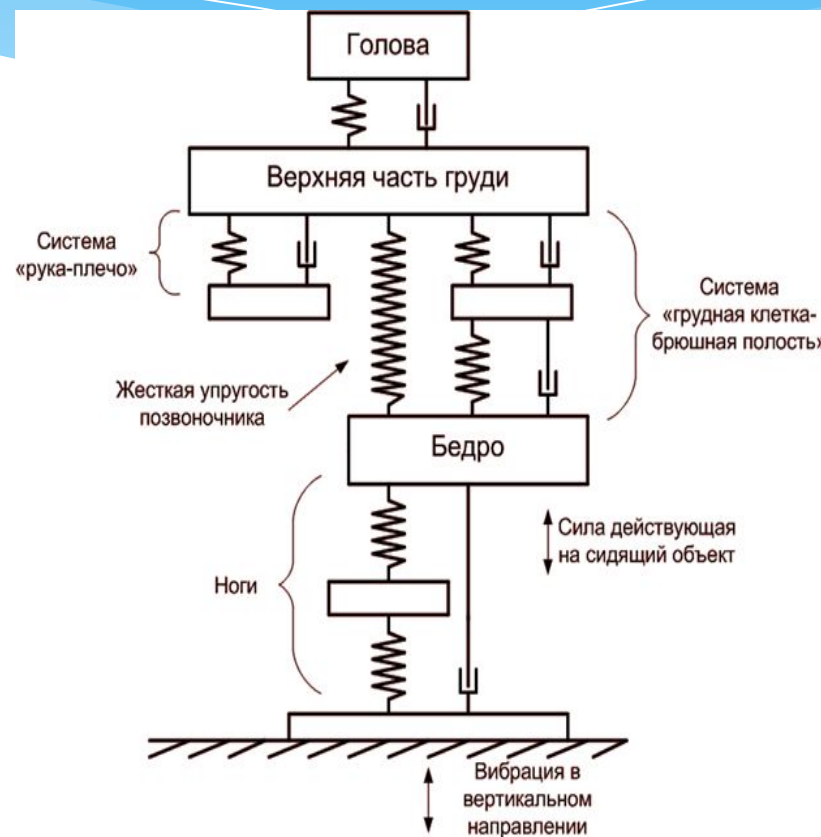 Голова
Верхняя часть груди
Система
«рука-плечо»
Система
«грудная клетка-
брюшная полость»
Жесткая упругость
позвоночника
Бедро
Сила действующая
на сидящий объект
Ноги
Вибрация в
вертикальном
направлении